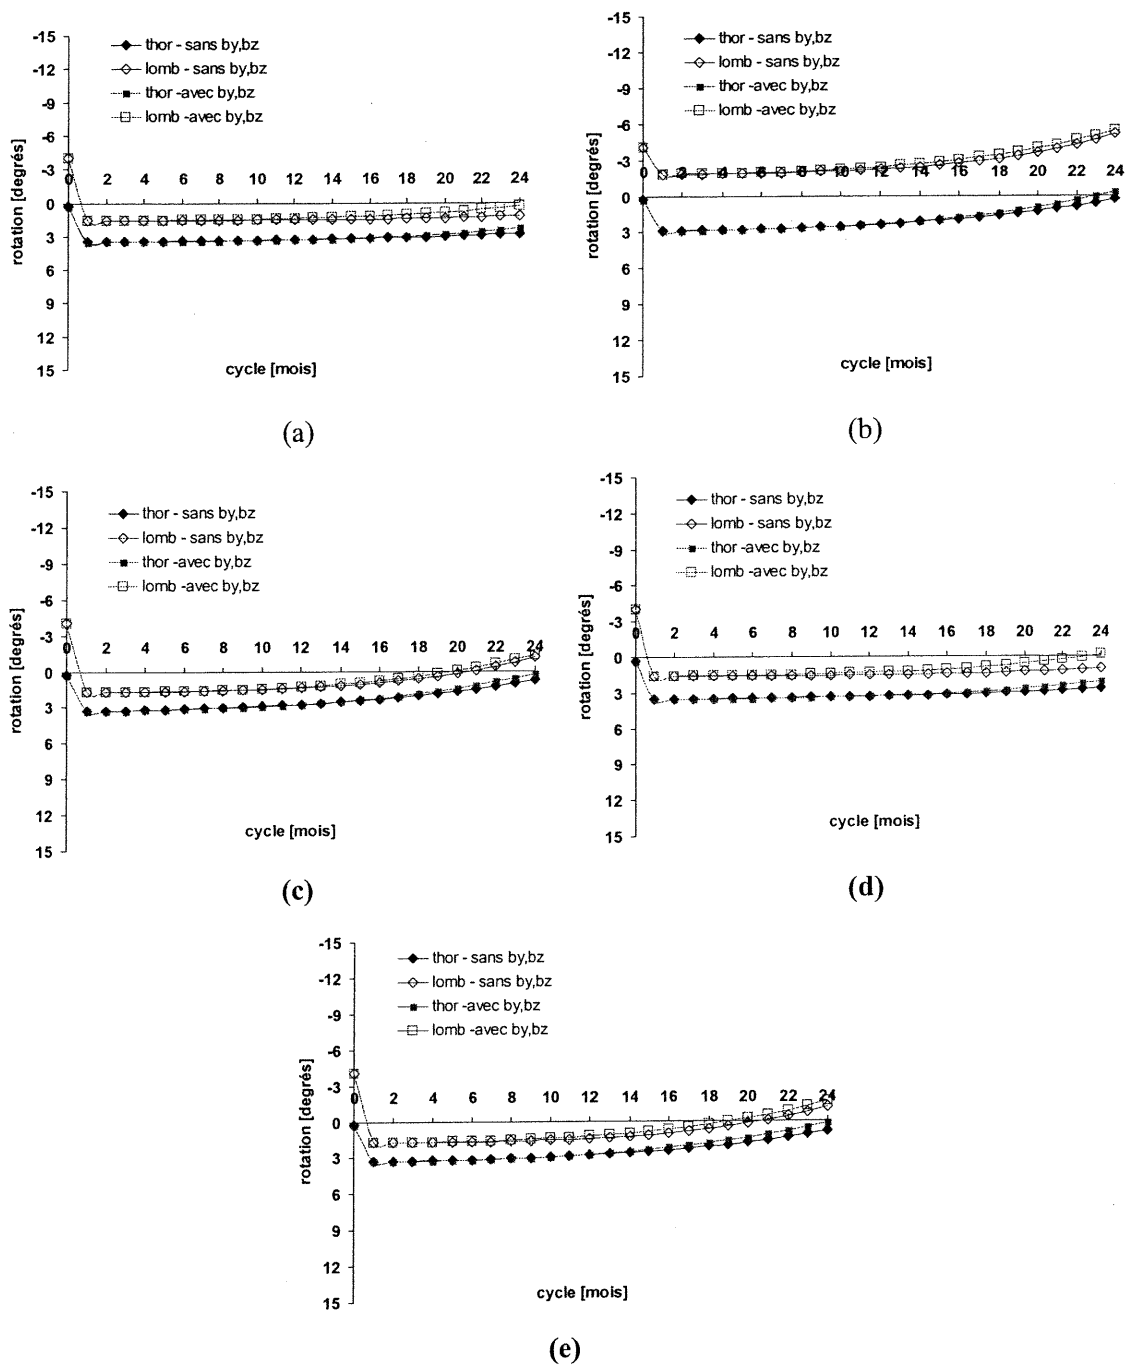 -15
-12
-9
-6
-3
0
3
6
9
12
15
rotation [degrés]
thor - sans by,bz
lomb - sans by,bz
thor -avec by,bz
lomb -avec by,bz
0 2 4 6 8 10 12 14 16 18 20 22 24
cycle [mois]
(a)
-15
-12
-9
-6
-3
0
3
6
9
12
15
rotation [degrés]
thor - sans by,bz
lomb - sans by,bz
thor -avec by,bz
lomb -avec by,bz
0 2 4 6 8 10 12 14 16 18 20 22 24
cycle [mois]
(b)
-15
-12
-9
-6
-3
0
3
6
9
12
15
rotation [degrés]
thor - sans by,bz
lomb - sans by,bz
thor -avec by,bz
lomb -avec by,bz
0 2 4 6 8 10 12 14 16 18 20 22 24
cycle [mois]
(c)
-15
-12
-9
-6
-3
0
3
6
9
12
15
rotation [degrés]
thor - sans by,bz
lomb - sans by,bz
thor -avec by,bz
lomb -avec by,bz
0 2 4 6 8 10 12 14 16 18 20 22 24
cycle [mois]
(d)
-15
-12
-9
-6
-3
0
3
6
9
12
15
rotation [degrés]
thor - sans by,bz
lomb - sans by,bz
thor -avec by,bz
lomb -avec by,bz
0 2 4 6 8 10 12 14 16 18 20 22 24
cycle [mois]
(e)